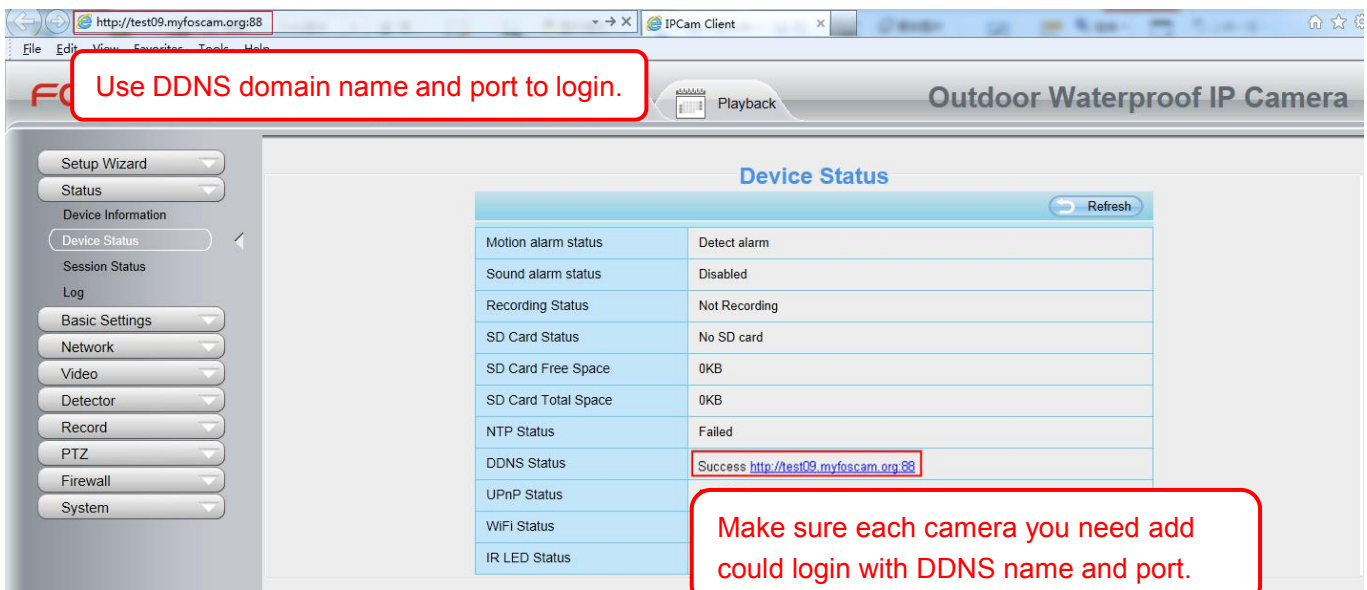 http://test09.myfoscam.org:88
IPCam Client
File Edit View Favorites Tools Help
Use DDNS domain name and port to login.
Playback
Outdoor Waterproof IP Camera
Setup Wizard
Status
Device Information
Device Status
Session Status
Log
Basic Settings
Network
Video
Detector
Record
PTZ
Firewall
System
Device Status
Refresh
Motion alarm status Detect alarm
Sound alarm status Disabled
Recording Status Not Recording
SD Card Status No SD card
SD Card Free Space 0KB
SD Card Total Space 0KB
NTP Status Failed
DDNS Status Success http://test09.myfoscam.org:88
UPnP Status
WiFi Status
IR LED Status
Make sure each camera you need add
could login with DDNS name and port.